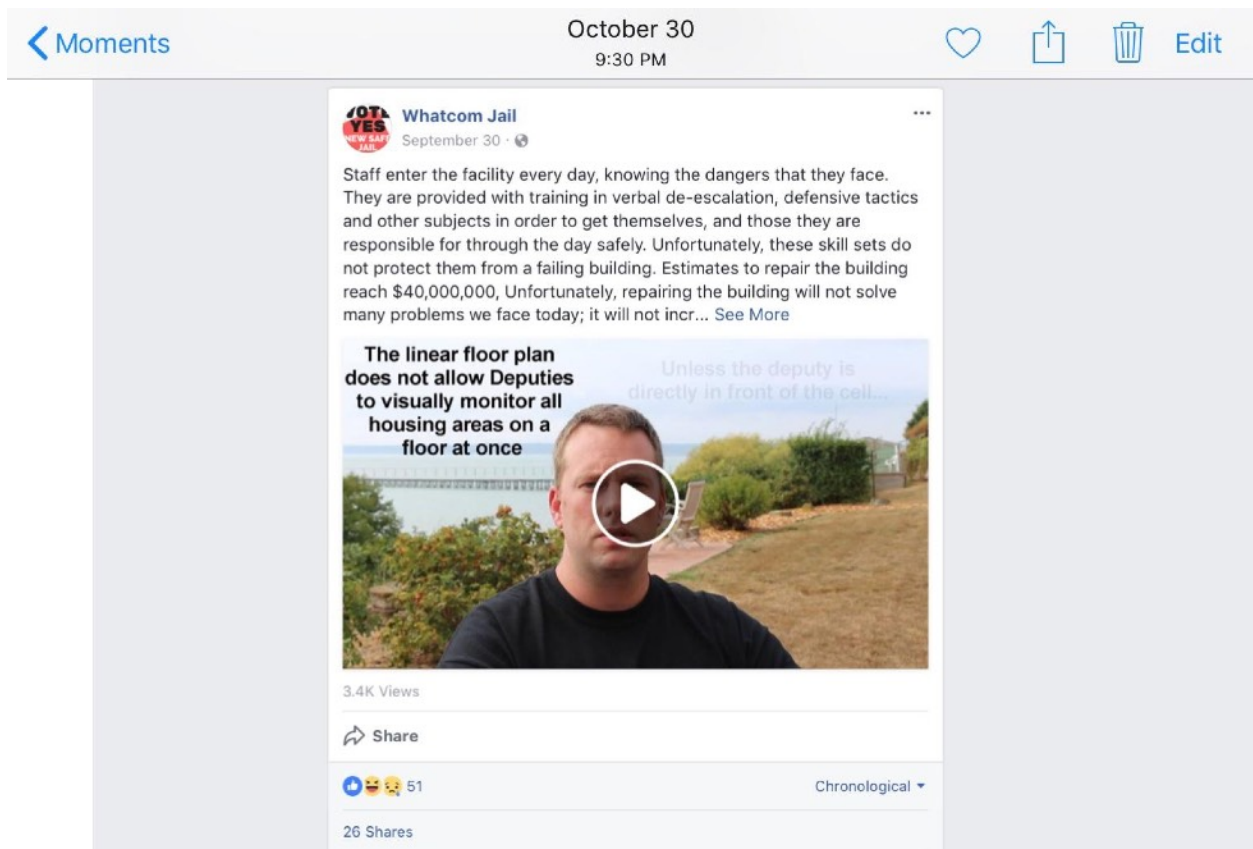 Moments
October 30
9:30 PM
Edit
VOTE
YES
NEW SAFE
JAIL
Whatcom Jail
September 30
Staff enter the facility every day, knowing the dangers that they face.
They are provided with training in verbal de-escalation, defensive tactics
and other subjects in order to get themselves, and those they are
responsible for through the day safely. Unfortunately, these skill sets do
not protect them from a failing building. Estimates to repair the building
reach $40,000,000, Unfortunately, repairing the building will not solve
many problems we face today; it will not incr... See More
The linear floor plan
does not allow Deputies
to visually monitor all
housing areas on a
floor at once
Unless the deputy is
directly in front of the cell...
3.4K Views
Share
51
Chronological
26 Shares